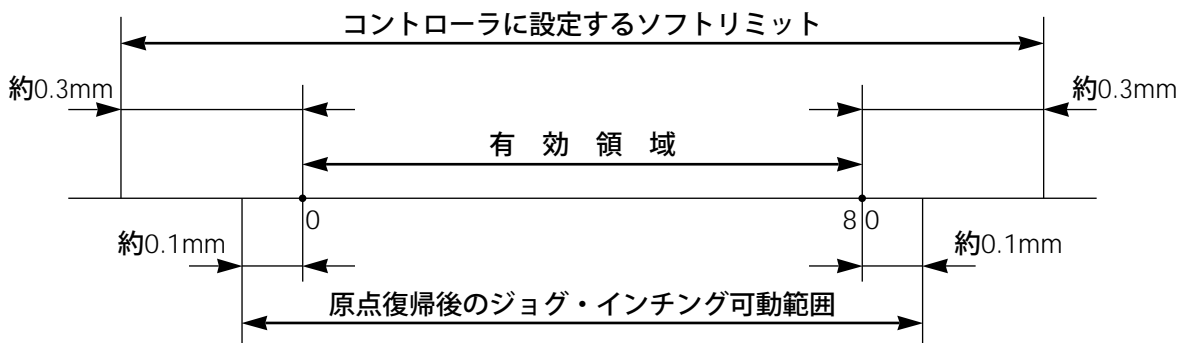 コントローラに設定するソフトリミット
約0.3mm
約0.3mm
有 効 領 域
0
80
約0.1mm
約0.1mm
原点復帰後のジョグ・インチング可動範囲